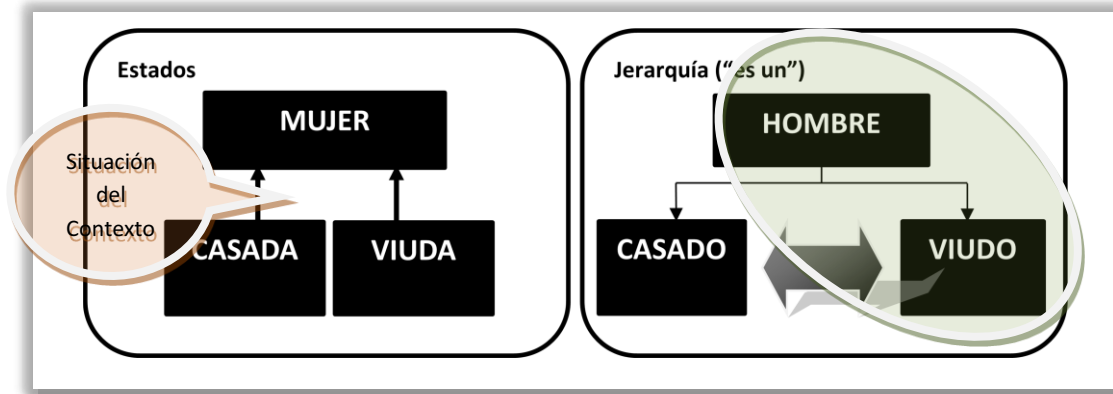 Estados
MUJER
Situación
del
Contexto
CASADA
VIUDA
Jerarquía (“es un”)
HOMBRE
CASADO
VIUDO